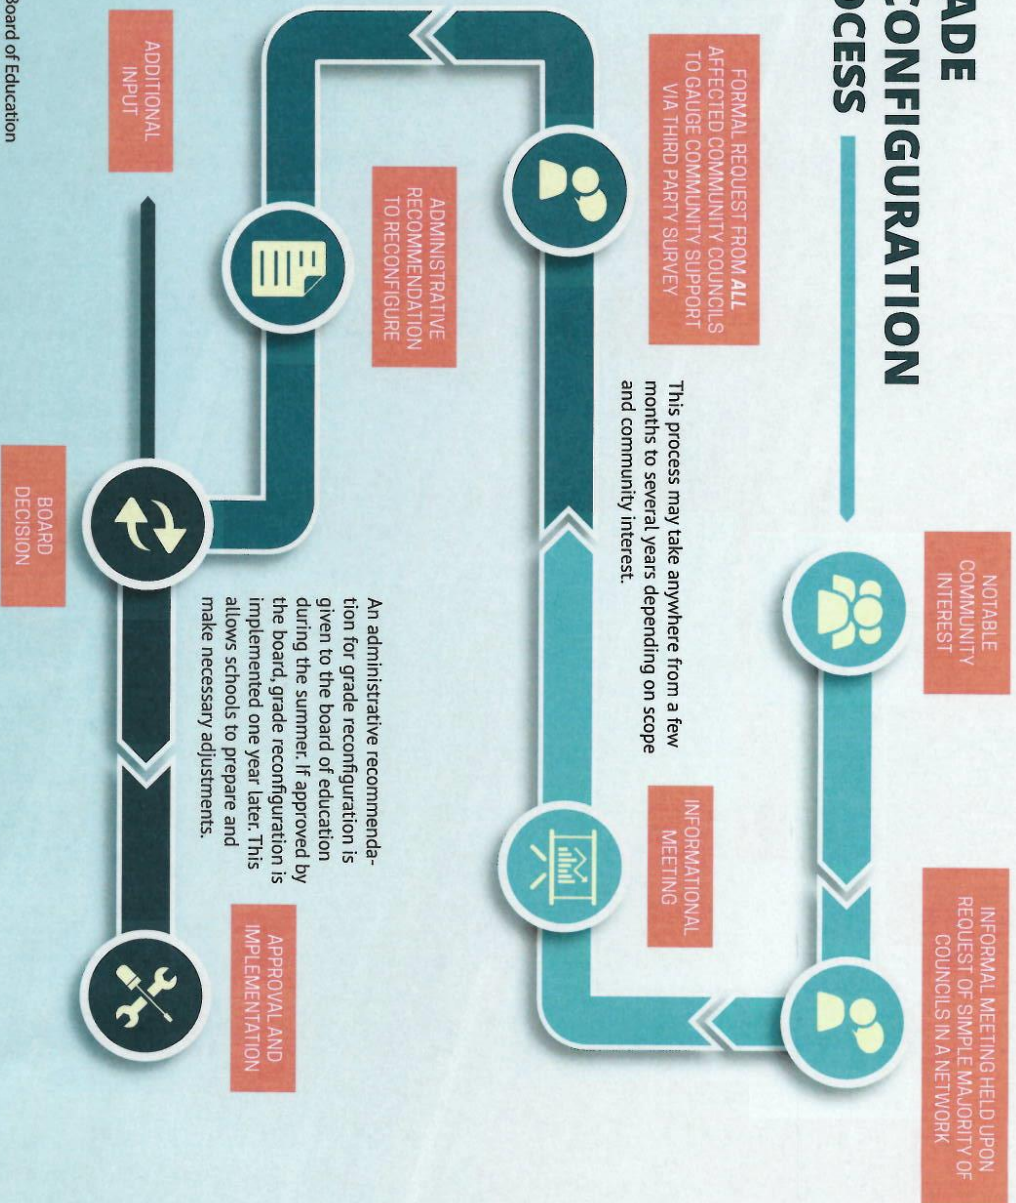 ADE
CONFIGURATION
OCESS
NOTABLE
COMMUNITY
INTEREST
INFORMAL MEETING HELD UPON
REQUEST OF SIMPLE MAJORITY OF
COUNCILS IN A NETWORK
FORMAL REQUEST FROM ALL
AFFECTED COMMUNITY COUNCILS
TO GAUGE COMMUNITY SUPPORT
VIA THIRD PARTY SURVEY
This process may take anywhere from a few
months to several years depending on scope
and community interest.
INFORMATIONAL
MEETING
ADMINISTRATIVE
RECOMMENDATION
TO RECONFIGURE
An administrative recommenda-
tion for grade reconfiguration is
given to the board of education
during the summer. If approved by
the board, grade reconfiguration is
implemented one year later. This
allows schools to prepare and
make necessary adjustments.
ADDITIONAL
INPUT
BOARD
DECISION
APPROVAL AND
IMPLEMENTATION
Board of Education